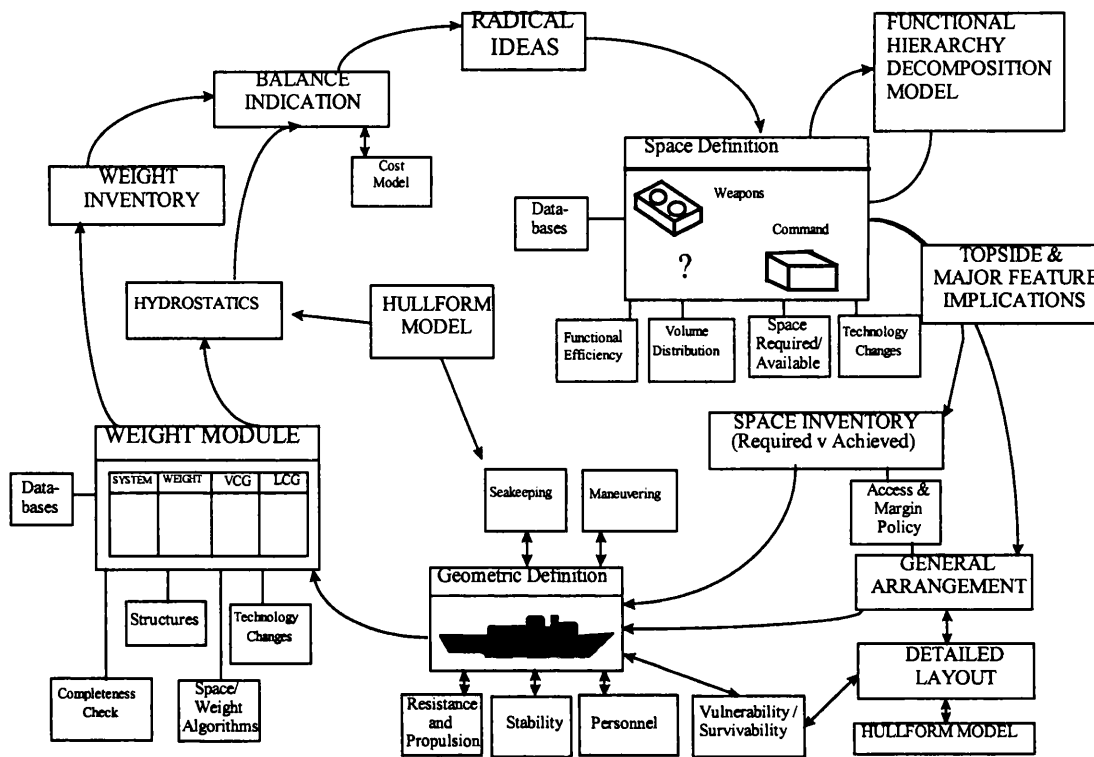 RADICAL
IDEAS
FUNCTIONAL
HIERARCHY
DECOMPOSITION
MODEL
BALANCE
INDICATION
Cost
Model
WEIGHT
INVENTORY
Space Definition
Weapons
Command
?
Data-
bases
TOPSIDE &
MAJOR FEATURE
IMPLICATIONS
HYDROSTATICS
HULLFORM
MODEL
Functional
Efficiency
Volume
Distribution
Space
Required/
Available
Technology
Changes
SPACE INVENTORY
(Required v Achieved)
WEIGHT MODULE
SYSTEM WEIGHT VCG LCG
Data-
bases
Seakeeping
Maneuvering
Access &
Margin
Policy
Geometric Definition
GENERAL
ARRANGEMENT
Structures
Technology
Changes
DETAILED
LAYOUT
Completeness
Check
Space/
Weight
Algorithms
Resistance
and
Propulsion
Stability
Personnel
Vulnerability /
Survivability
HULLFORM MODEL